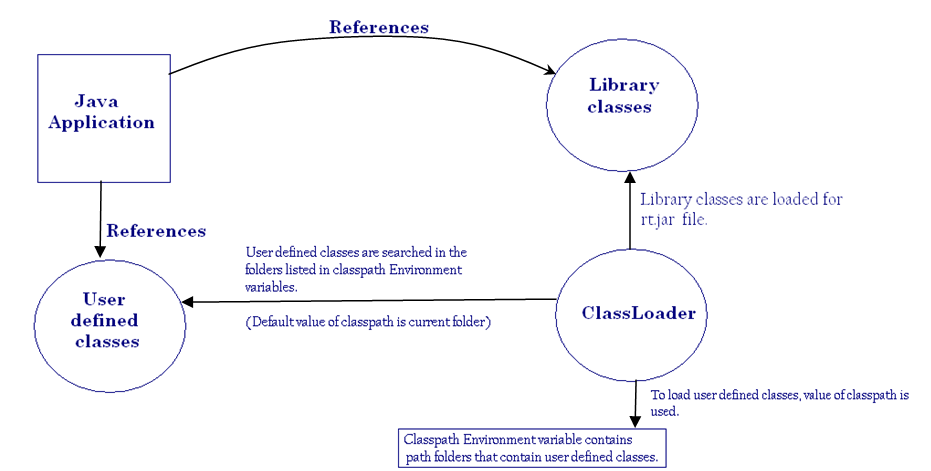 References
Java
Application
Library
classes
Library classes are loaded for
rt.jar file.
References
User defined classes are searched in the
folders listed in classpath Environment
variables.
(Default value of classpath is current folder)
User
defined
classes
ClassLoader
To load user defined classes, value of classpath is
used.
Classpath Environment variable contains
path folders that contain user defined classes.